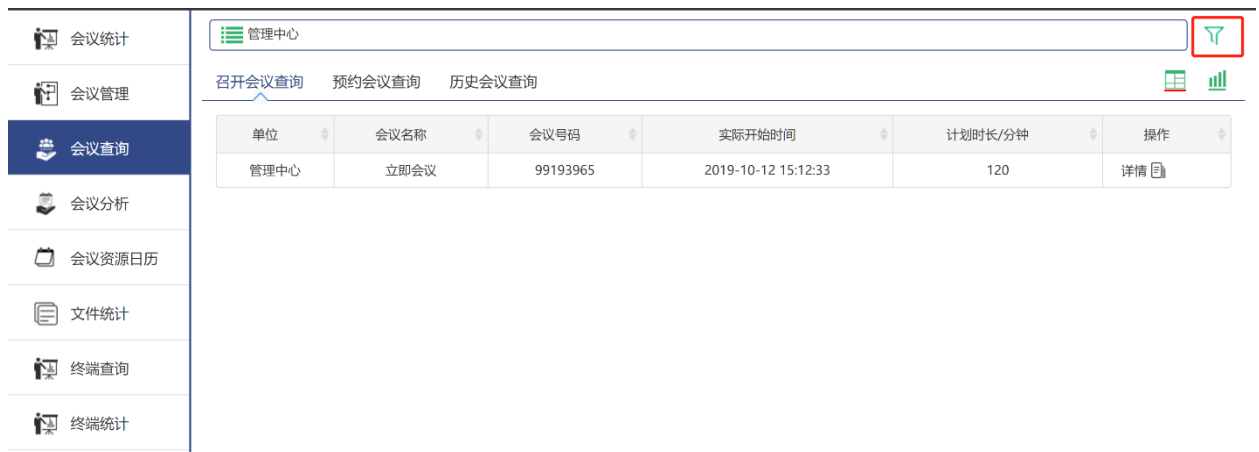 会议统计
会议管理
会议查询
会议分析
会议资源日历
文件统计
终端查询
终端统计
管理中心
召开会议查询 预约会议查询 历史会议查询
单位 会议名称 会议号码 实际开始时间 计划时长/分钟 操作
管理中心 立即会议 99193965 2019-10-12 15:12:33 120 详情